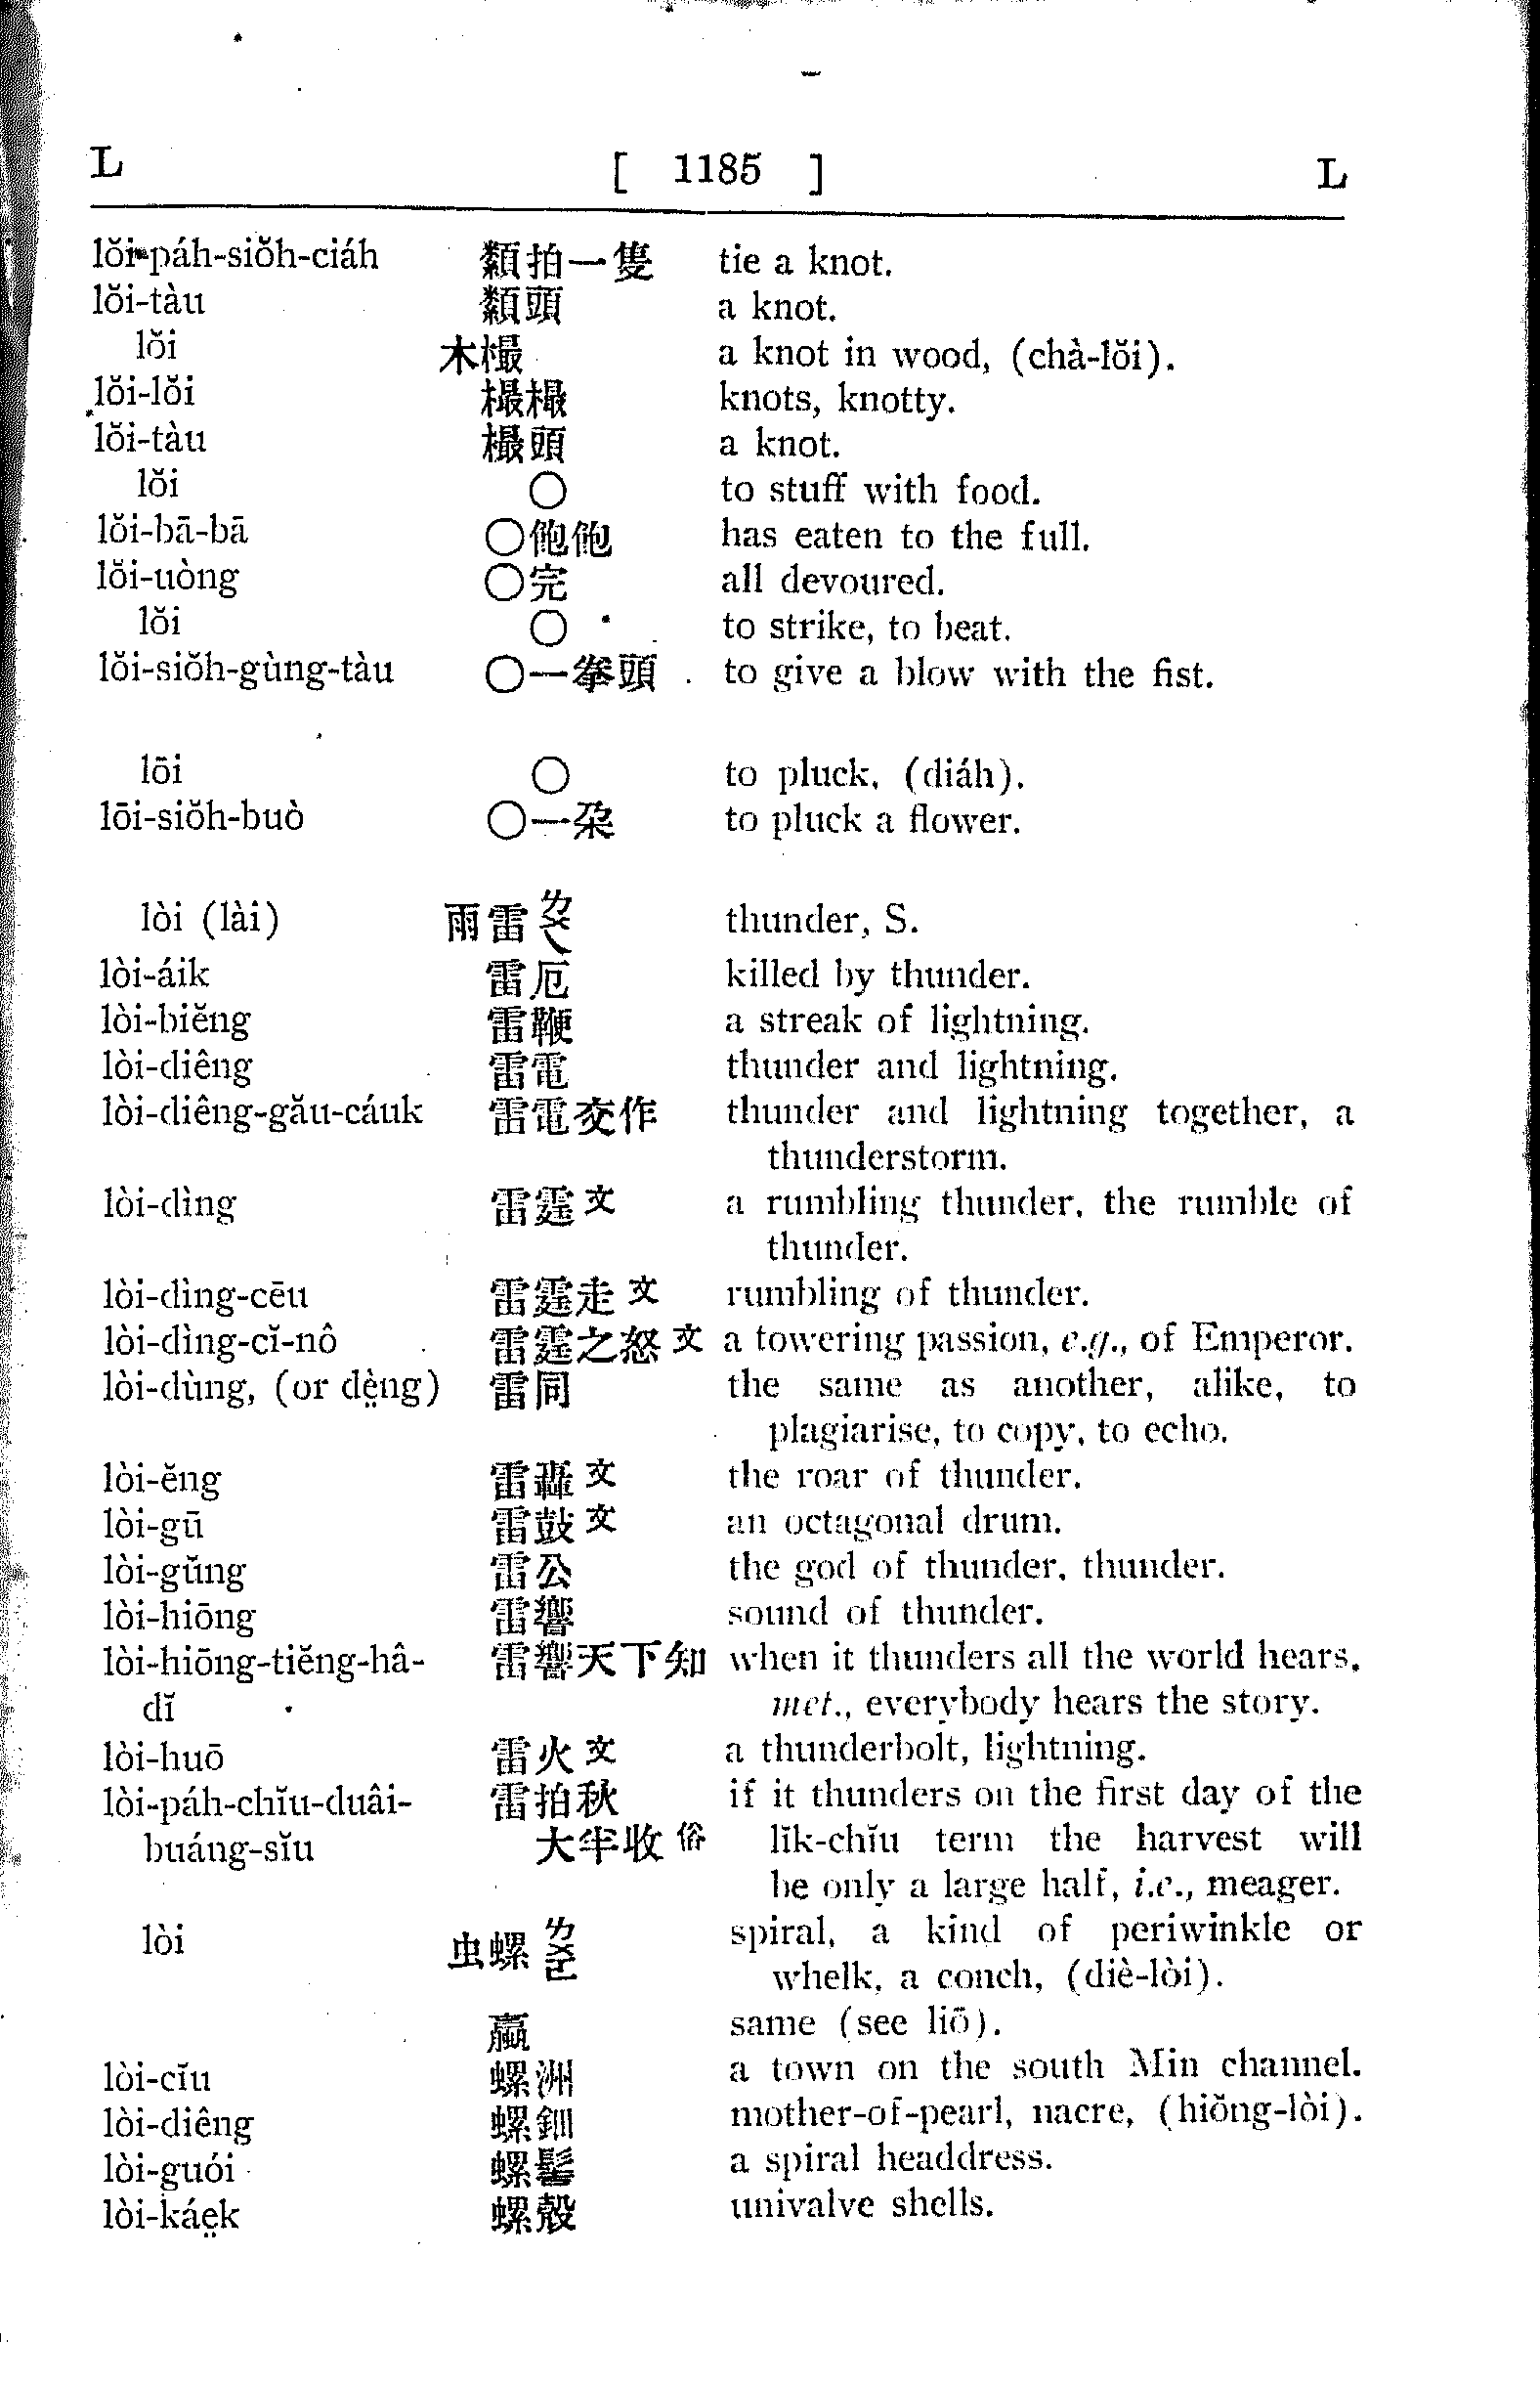 L [ 1185 ] L
lŏi-páh-siŏh-ciáh 纇拍一隻 tie a knot.
lŏi-tàu 纇頭 a knot.
lŏi 木樶 a knot in wood, (chà-lŏi).
lŏi-lŏi 樶樶 knots, knotty.
lŏi-tàu 樶頭 a knot.
lŏi ○ to stuff with food.
lŏi-bā-bā ○飽飽 has eaten to the full.
lŏi-uòng ○完 all devoured.
lŏi ○ to strike, to beat.
lŏi-siŏh-gùng-tàu ○一拳頭 to give a blow with the fist.
lōi ○ to pluck, (diáh).
lōi-siŏh-buò ○一朶 to pluck a flower.
lòi (lài) 雨雷ㄌㄨㄟ thunder, S.
lòi-áik 雷厄 killed by thunder.
lòi-biĕng 雷鞭 a streak of lightning.
lòi-diêng 雷電 thunder and lightning.
lòi-diêng-gău-cáuk 雷電交作 thunder and lightning together, a
thunderstorm.
lòi-dìng 雷霆 文 a rumbling thunder, the rumble of
thunder.
lòi-dìng-cēu 雷霆走 文 rumbling of thunder.
lòi-dìng-cĭ-nô 雷霆之怒 文 a towering passion, e.g., of Emperor.
lòi-dùng, (or dè̤ng) 雷同 the same as another, alike, to
plagiarise, to copy, to echo.
lòi-ĕng 雷轟 文 the roar of thunder.
lòi-gū 雷鼓 文 an octagonal drum.
lòi-gŭng 雷公 the god of thunder, thunder.
lòi-hiōng 雷響 sound of thunder.
lòi-hiōng-tiĕng-hâ- 雷響天下知 when it thunders all the world hears,
dĭ met., everybody hears the story.
lòi-huō 雷火 文 a thunderbolt, lightning.
lòi-páh-chĭu-duâi- 雷拍秋 if it thunders on the first day of the
buáng-sĭu 大半收 俗 lĭk-chĭu term the harvest will
be only a large half, i.e., meager.
lòi 虫螺 spiral, a kind of periwinkle or
whelk, a conch, (diè-lòi).
蠃 same (see liō).
lòi-cĭu 螺洲 a town on the south Min channel.
lòi-diêng 螺鈿 mother-of-pearl, nacre, (hiŏng-lòi).
lòi-guói 螺髻 a spiral headdress.
lòi-káe̤k 螺殼 univalve shells.